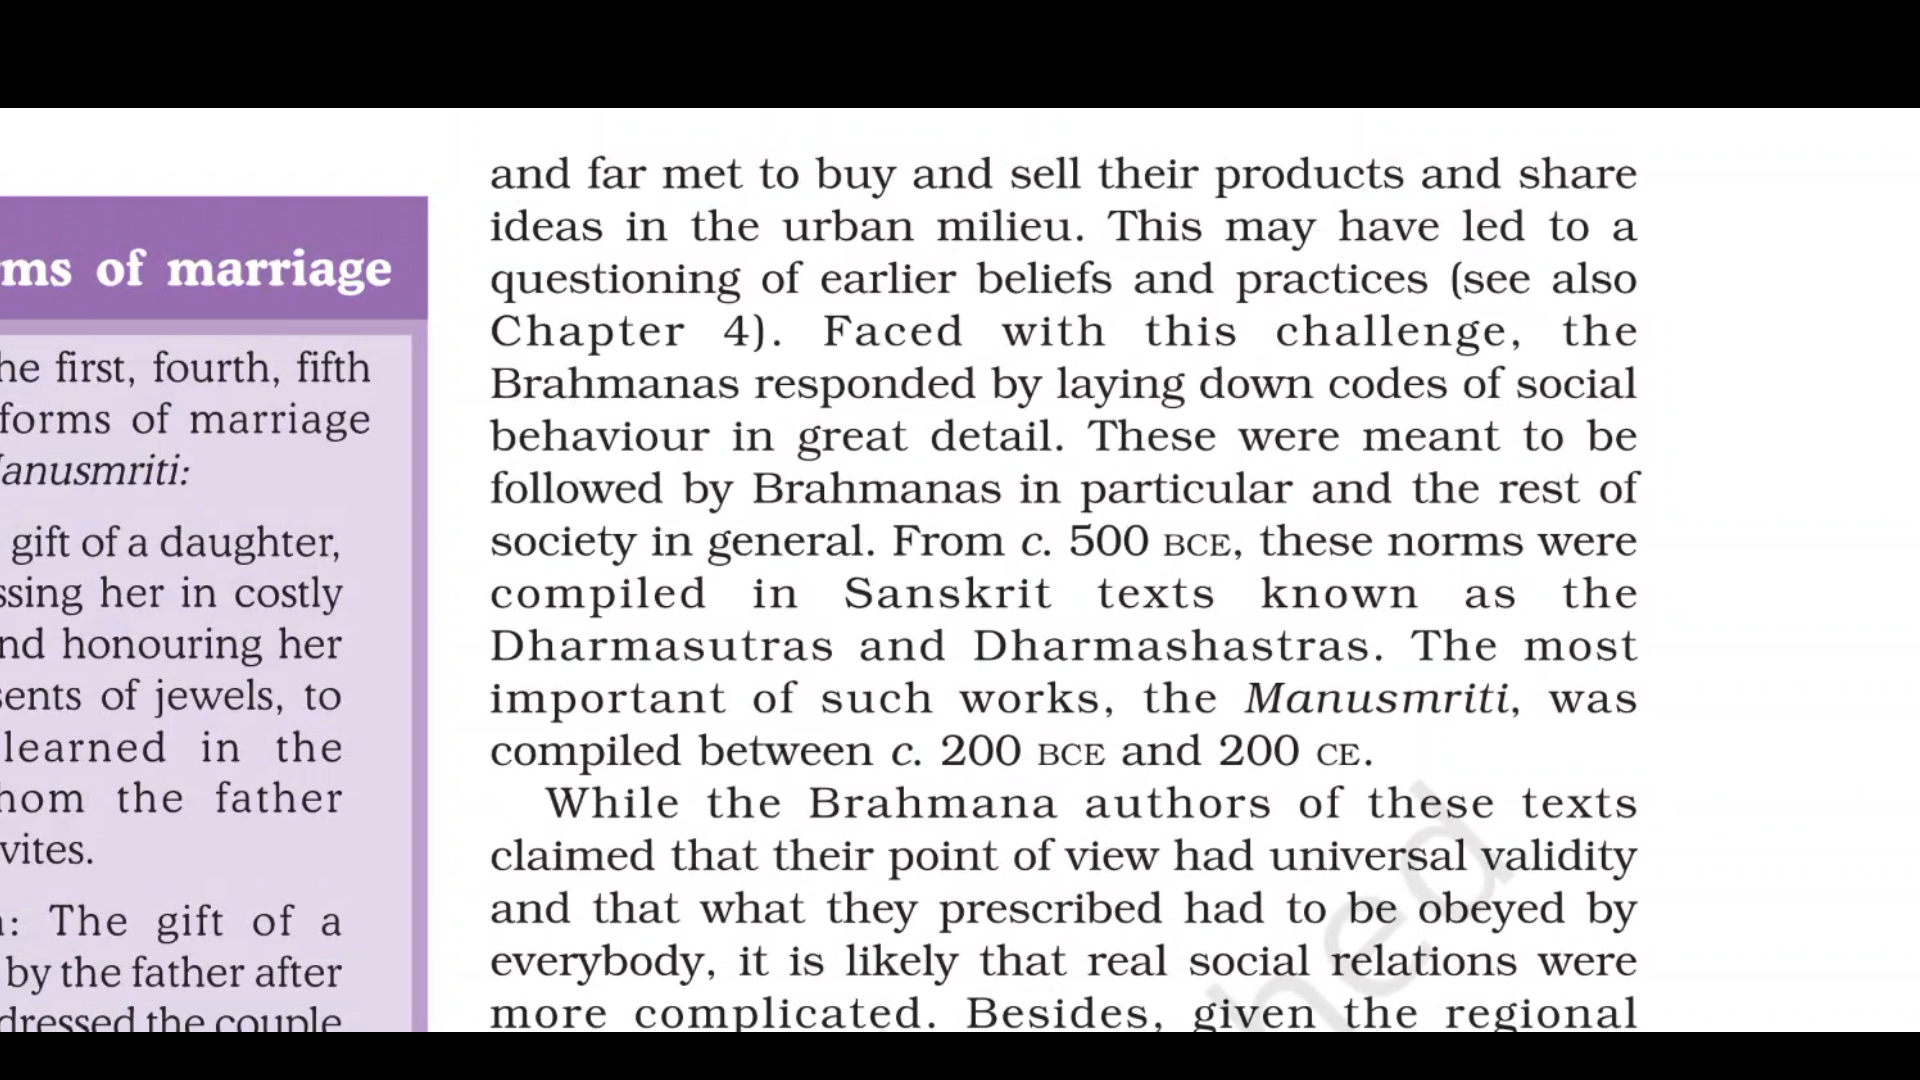 rms of marriage
he first, fourth, fifth
forms of marriage
anusmriti:
gift of a daughter,
ssing her in costly
nd honouring her
sents of jewels, to
learned in the
hom the father
vites.
: The gift of a
by the father after
dressed the couple
and far met to buy and sell their products and share
ideas in the urban milieu. This may have led to a
questioning of earlier beliefs and practices (see also
Chapter 4). Faced with this challenge, the
Brahmanas responded by laying down codes of social
behaviour in great detail. These were meant to be
followed by Brahmanas in particular and the rest of
society in general. From c. 500 BCE, these norms were
compiled in Sanskrit texts known as the
Dharmasutras and Dharmashastras. The most
important of such works, the Manusmriti, was
compiled between c. 200 BCE and 200 CE.
While the Brahmana authors of these texts
claimed that their point of view had universal validity
and that what they prescribed had to be obeyed by
everybody, it is likely that real social relations were
more complicated. Besides, given the regional
hed